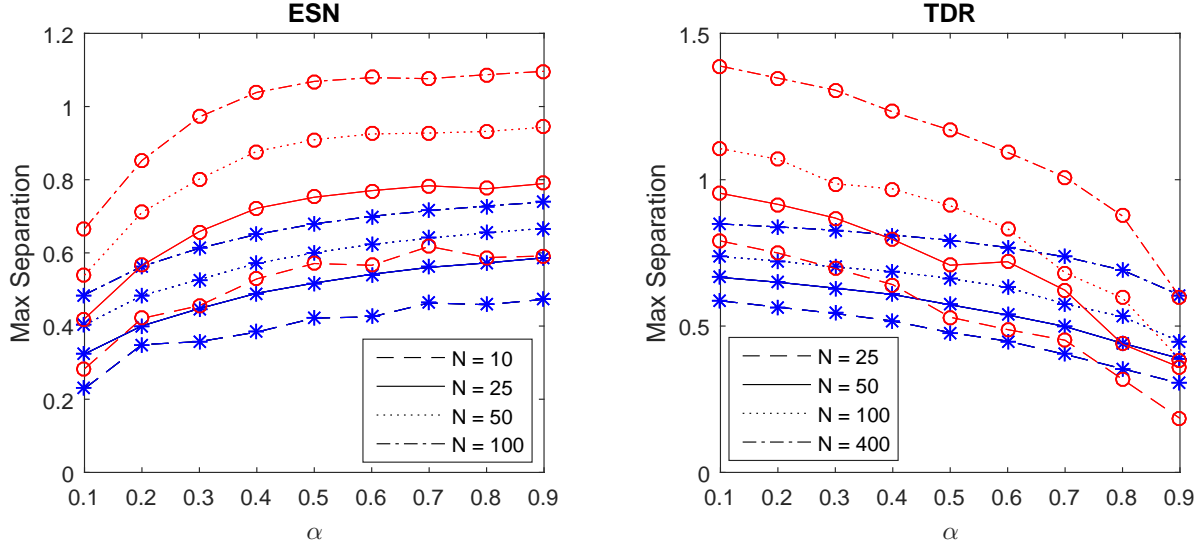 ESN
1.2
1
0.8
0.6
0.4
0.2
0
Max Separation
0.1 0.2 0.3 0.4 0.5 0.6 0.7 0.8 0.9
α
N = 10
N = 25
N = 50
N = 100
TDR
1.5
1
0.5
0
Max Separation
0.1 0.2 0.3 0.4 0.5 0.6 0.7 0.8 0.9
α
N = 25
N = 50
N = 100
N = 400